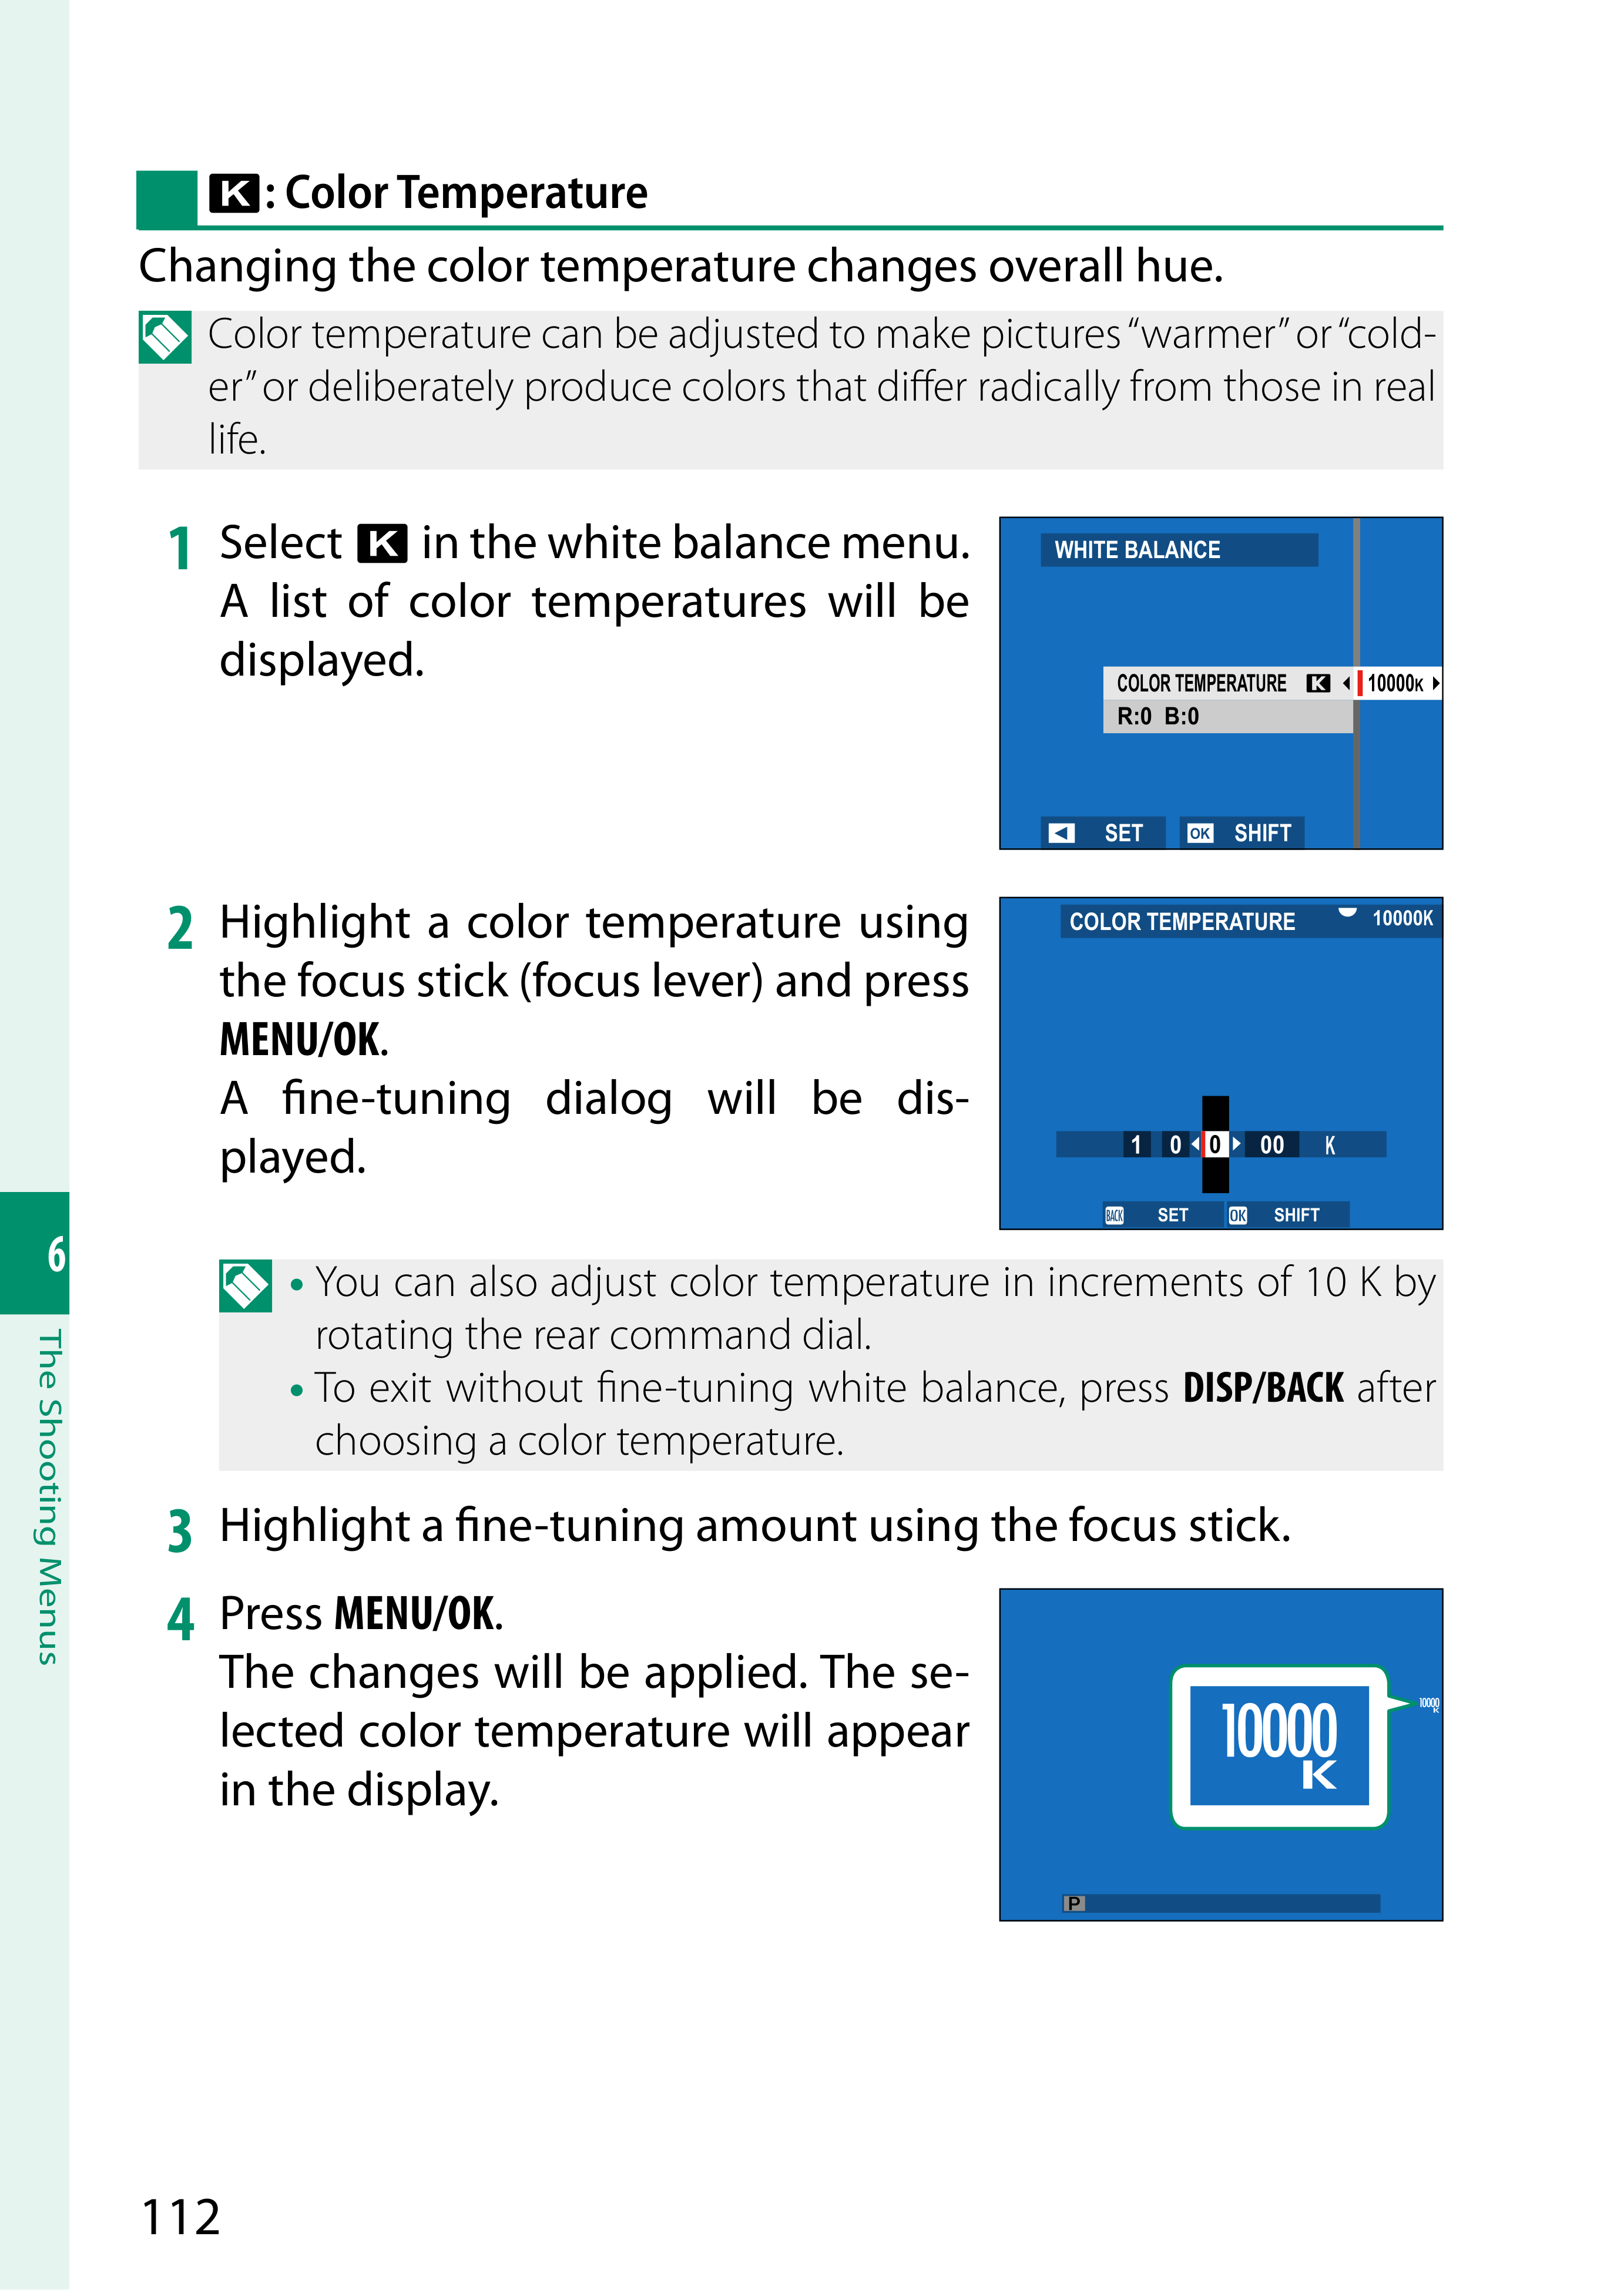 K: Color Temperature
Changing the color temperature changes overall hue.
Color temperature can be adjusted to make pictures “warmer” or “cold-
er” or deliberately produce colors that differ radically from those in real
life.
1 Select K in the white balance menu.
A list of color temperatures will be
displayed.
WHITE BALANCE
COLOR TEMPERATURE K 10000K
R:0 B:0
SET OK SHIFT
2 Highlight a color temperature using
the focus stick (focus lever) and press
MENU/OK.
A fine-tuning dialog will be dis-
played.
COLOR TEMPERATURE 10000K
1 0 0 00 K
BACK SET OK SHIFT
• You can also adjust color temperature in increments of 10 K by
rotating the rear command dial.
• To exit without fine-tuning white balance, press DISP/BACK after
choosing a color temperature.
3 Highlight a fine-tuning amount using the focus stick.
4 Press MENU/OK.
The changes will be applied. The se-
lected color temperature will appear
in the display.
10000
K
10000
K
P
6
The Shooting Menus
112